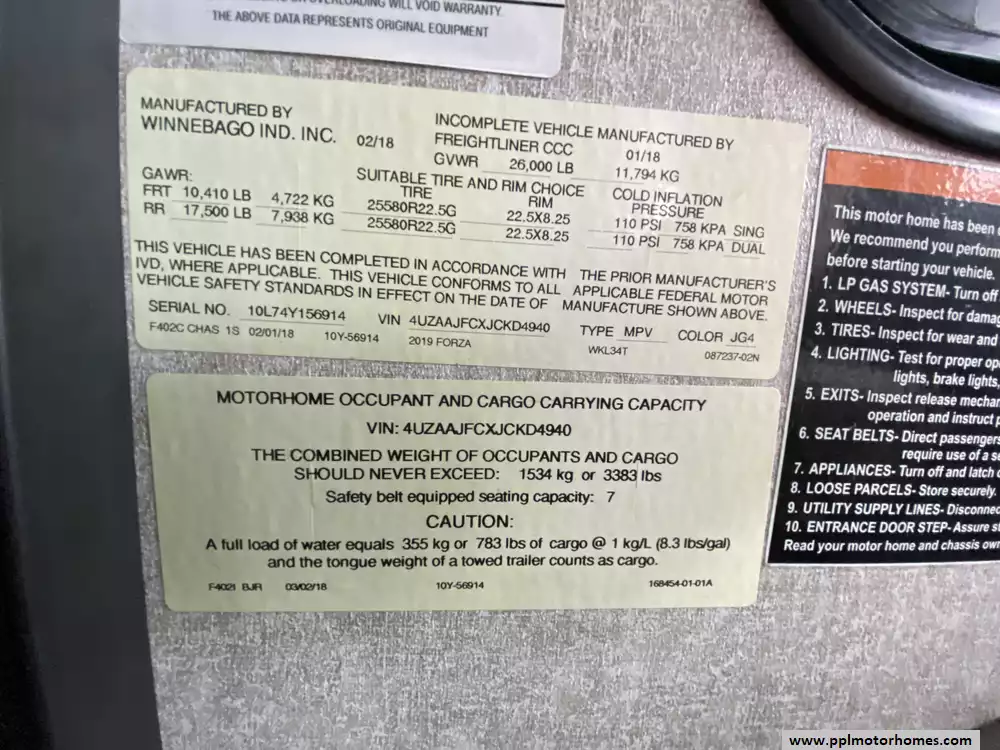 OVERLOADING WILL VOID WARRANTY.
THE ABOVE DATA REPRESENTS ORIGINAL EQUIPMENT
MANUFACTURED BY
WINNEBAGO IND. INC. 02/18
INCOMPLETE VEHICLE MANUFACTURED BY
FREIGHTLINER CCC 01/18
GVWR 26,000 LB 11,794 KG
GAWR: SUITABLE TIRE AND RIM CHOICE COLD INFLATION
TIRE RIM PRESSURE
FRT 10,410 LB 4,722 KG 25580R22.5G 22.5X8.25 110 PSI 758 KPA SING
RR 17,500 LB 7,938 KG 25580R22.5G 22.5X8.25 110 PSI 758 KPA DUAL
THIS VEHICLE HAS BEEN COMPLETED IN ACCORDANCE WITH THE PRIOR MANUFACTURER'S
IVD, WHERE APPLICABLE. THIS VEHICLE CONFORMS TO ALL APPLICABLE FEDERAL MOTOR
VEHICLE SAFETY STANDARDS IN EFFECT ON THE DATE OF MANUFACTURE SHOWN ABOVE.
SERIAL NO. 10L74Y156914 VIN 4UZAAJFCXJCKD4940 TYPE MPV COLOR JG4
F402C CHAS 1S 02/01/18 10Y-56914 2019 FORZA WKL34T 087237-02N
MOTORHOME OCCUPANT AND CARGO CARRYING CAPACITY
VIN: 4UZAAJFCXJCKD4940
THE COMBINED WEIGHT OF OCCUPANTS AND CARGO
SHOULD NEVER EXCEED: 1534 kg or 3383 lbs
Safety belt equipped seating capacity: 7
CAUTION:
A full load of water equals 355 kg or 783 lbs of cargo @ 1 kg/L (8.3 lbs/gal)
and the tongue weight of a towed trailer counts as cargo.
F402I BJR 03/02/18 10Y-56914 168454-01-01A
This motor home has been
We recommend you perform
before starting your vehicle.
1. LP GAS SYSTEM- Turn off
2. WHEELS- Inspect for
3. TIRES- Inspect for wear and
4. LIGHTING- Test for proper
lights, brake lights,
5. EXITS- Inspect release
operation and instruct
6. SEAT BELTS- Direct passengers
require use of a
7. APPLIANCES- Turn off and latch
8. LOOSE PARCELS- Store securely.
9. UTILITY SUPPLY LINES-
10. ENTRANCE DOOR STEP- Assure
Read your motor home and chassis
www.pplmotorhomes.com